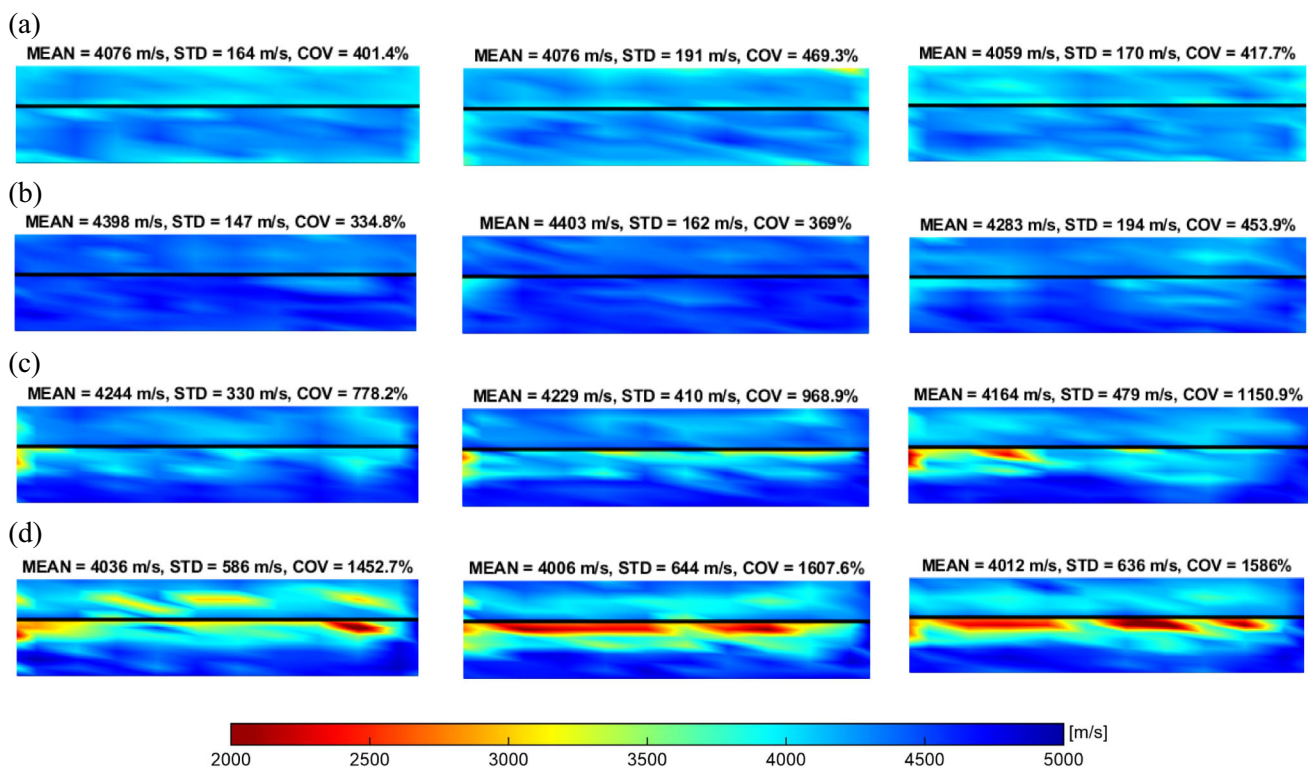 (a)
MEAN = 4076 m/s, STD = 164 m/s, COV = 401.4%
MEAN = 4076 m/s, STD = 191 m/s, COV = 469.3%
MEAN = 4059 m/s, STD = 170 m/s, COV = 417.7%
(b)
MEAN = 4398 m/s, STD = 147 m/s, COV = 334.8%
MEAN = 4403 m/s, STD = 162 m/s, COV = 369%
MEAN = 4283 m/s, STD = 194 m/s, COV = 453.9%
(c)
MEAN = 4244 m/s, STD = 330 m/s, COV = 778.2%
MEAN = 4229 m/s, STD = 410 m/s, COV = 968.9%
MEAN = 4164 m/s, STD = 479 m/s, COV = 1150.9%
(d)
MEAN = 4036 m/s, STD = 586 m/s, COV = 1452.7%
MEAN = 4006 m/s, STD = 644 m/s, COV = 1607.6%
MEAN = 4012 m/s, STD = 636 m/s, COV = 1586%
[m/s]
2000 2500 3000 3500 4000 4500 5000